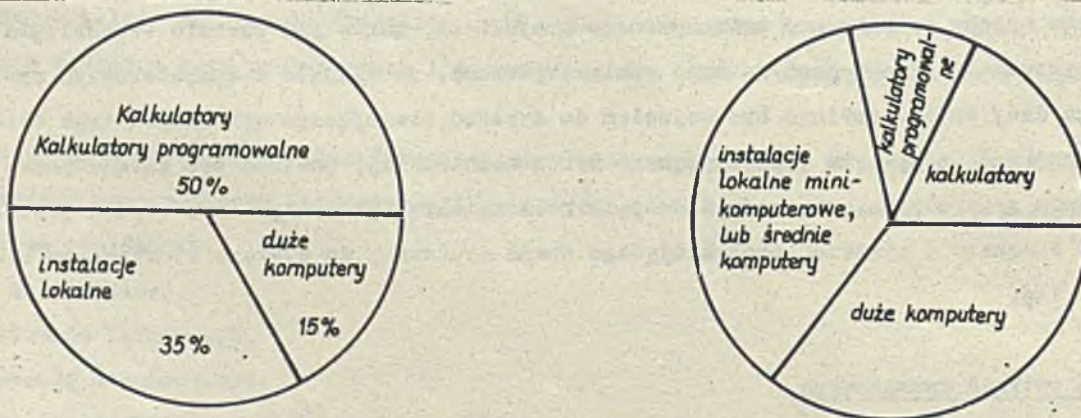 Kalkulatory
Kalkulatory programowalne
50%
instalacje
lokalne
35%
duże
komputery
15%
kalkulatory
programowal-
ne
instalacje
lokalne mini-
komputerowe,
lub średnie
komputery
kalkulatory
duże komputery